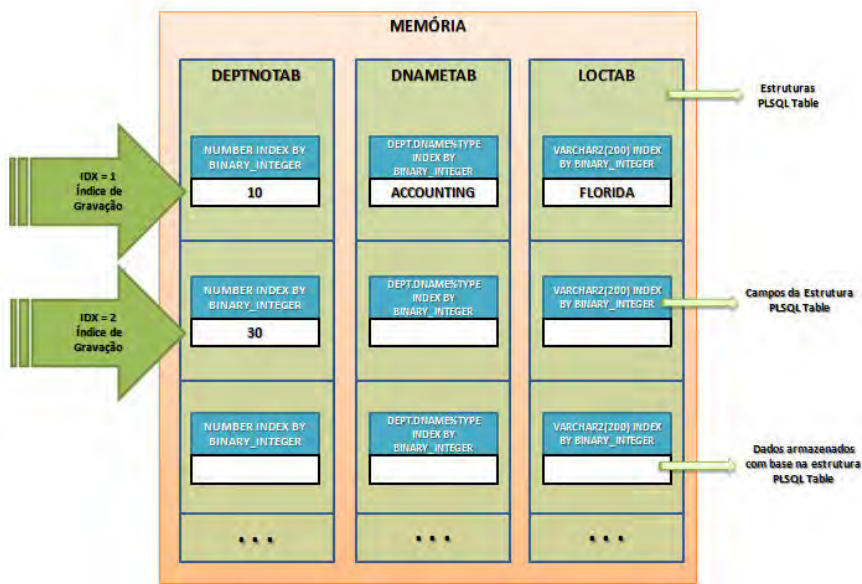 MEMÓRIA
DEPTNOTAB
DNAMETAB
LOCTAB
Estruturas
PLSQL Table
IDX = 1
Índice de
Gravação
NUMBER INDEX BY
BINARY_INTEGER
10
DEPT.DNAME%TYPE
INDEX BY
BINARY_INTEGER
ACCOUNTING
VARCHAR2(200) INDEX
BY BINARY_INTEGER
FLORIDA
IDX = 2
Índice de
Gravação
NUMBER INDEX BY
BINARY_INTEGER
30
DEPT.DNAME%TYPE
INDEX BY
BINARY_INTEGER
VARCHAR2(200) INDEX
BY BINARY_INTEGER
Campos da Estrutura
PLSQL Table
NUMBER INDEX BY
BINARY_INTEGER
DEPT.DNAME%TYPE
INDEX BY
BINARY_INTEGER
VARCHAR2(200) INDEX
BY BINARY_INTEGER
Dados armazenados
com base na estrutura
PLSQL Table
...
...
...